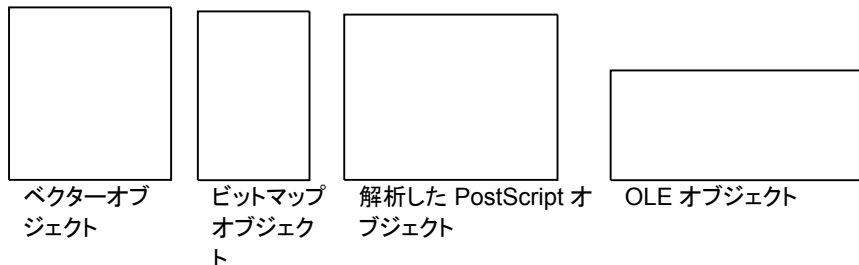 ベクターオブ
ジェクト
ビットマップ
オブジェク
ト
解析した PostScript オ
ブジェクト
OLE オブジェクト